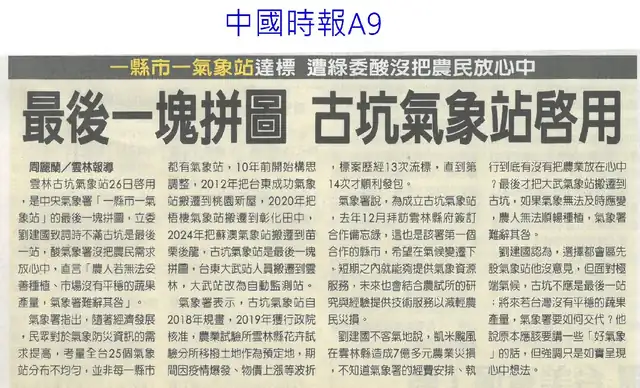 中國時報A9
一縣市一氣象站達標 遭綠委酸沒把農民放心中
最後一塊拼圖 古坑氣象站啓用
周麗蘭/雲林報導
雲林古坑氣象站26日啓用
,是中央氣象署「一縣市一氣
象站」的最後一塊拼圖,立委
劉建國致詞時不滿古坑是最後
一站,酸氣象署沒把農民需求
放心中,直言「農人若無法妥
善種植、市場沒有平穩的蔬果
產量,氣象署難辭其咎」。
氣象署指出,隨著經濟發展
,民眾對於氣象防災資訊的需
求提高,考量全台25個氣象
站分布不均勻,並非每一縣市
都有氣象站,10年前開始構思
調整,2012年把台東成功氣象
站搬遷到桃園新屋,2020年把
梧棲氣象站搬遷到彰化田中,
2024年把蘇澳氣象站搬遷到苗
栗後龍,古坑氣象站是最後一塊
拼圖,台東大武站人員搬遷到雲
林,大武站改為自動監測站。
氣象署表示,古坑氣象站自
2018年規畫,2019年獲行政院
核准,農業試驗所雲林縣花卉試
驗分所移撥土地作為預定地,期
間因疫情爆發、物價上漲等波折
,標案歷經13次流標,直到第
14次才順利發包。
氣象署說,為成立古坑氣象站
,去年12月拜訪雲林縣府簽訂
合作備忘錄,這也是該署第一個
合作的縣市,希望在氣候變遷下
,短期之內就能夠提供氣象資源
服務,未來也會結合農試所的研
究與經驗提供技術服務以減輕農
民災損。
劉建國不客氣地說,凱米颱風
在雲林縣造成7億多元農業災損
,不知道氣象署的經費安排、執
行到底有沒有把農業放在心中
?最後才把大武氣象站搬遷到
古坑,如果氣象無法及時應變
,農人無法順暢種植,氣象署
難辭其咎。
劉建國認為,選擇都會區先
設氣象站他沒意見,但面對極
端氣候,古坑不應是最後一站
;將來若台灣沒有平穩的蔬果
產量,氣象署要如何交代?他
說原本應該要講一些「好氣象
」的話,但強調只是如實呈現
心中想法。